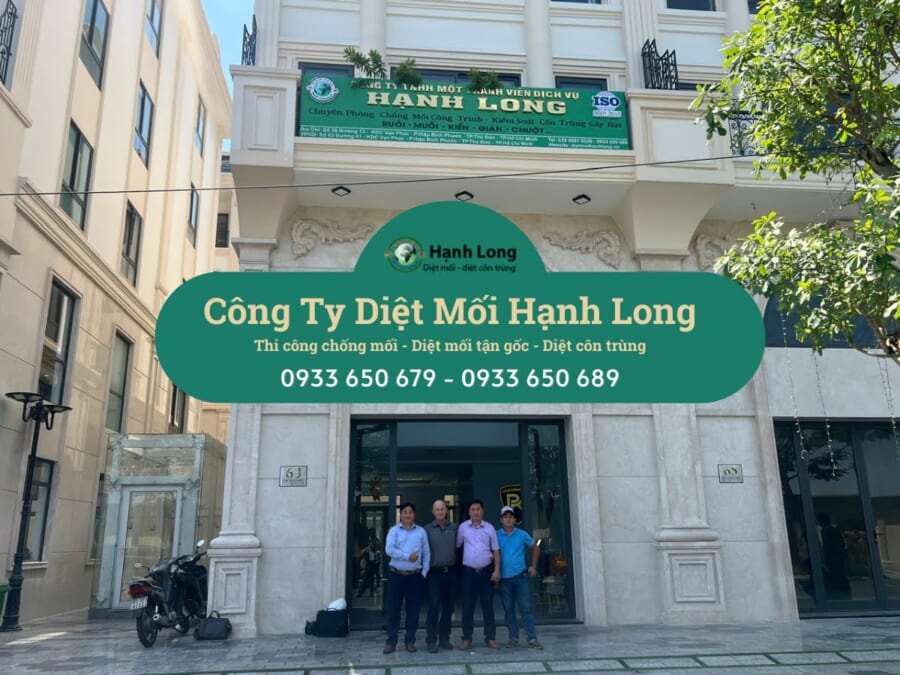 CÔNG TY TNHH MỘT THÀNH VIÊN DỊCH VỤ
HẠNH LONG
ISO
Chuyên Phòng Chống Mối Công Trình - Kiểm Soát Côn Trùng Gây Hại
RUỒI - MUỖI - KIẾN - GIÁN - CHUỘT...
Hạnh Long
Diệt mối - diệt côn trùng
Công Ty Diệt Mối Hạnh Long
Thi công chống mối - Diệt mối tận gốc - Diệt côn trùng
0933 650 679 - 0933 650 689
63
65